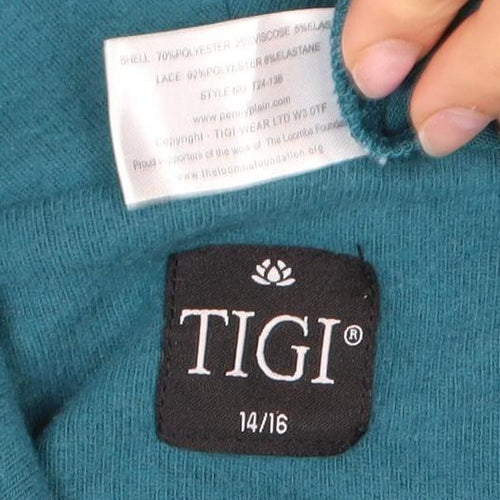 SHELL: 70%POLYESTER 25%VISCOSE 5%ELASTANE
LACE: 92%POLYESTER 8%ELASTANE
STYLE NO. T24-13B
www.pennyplain.com
Copyright - TIGI-WEAR LTD W3 0TF
Proud supporters of the work of The Loomba Foundation
www.theloombafoundation.org
TIGI®
14/16